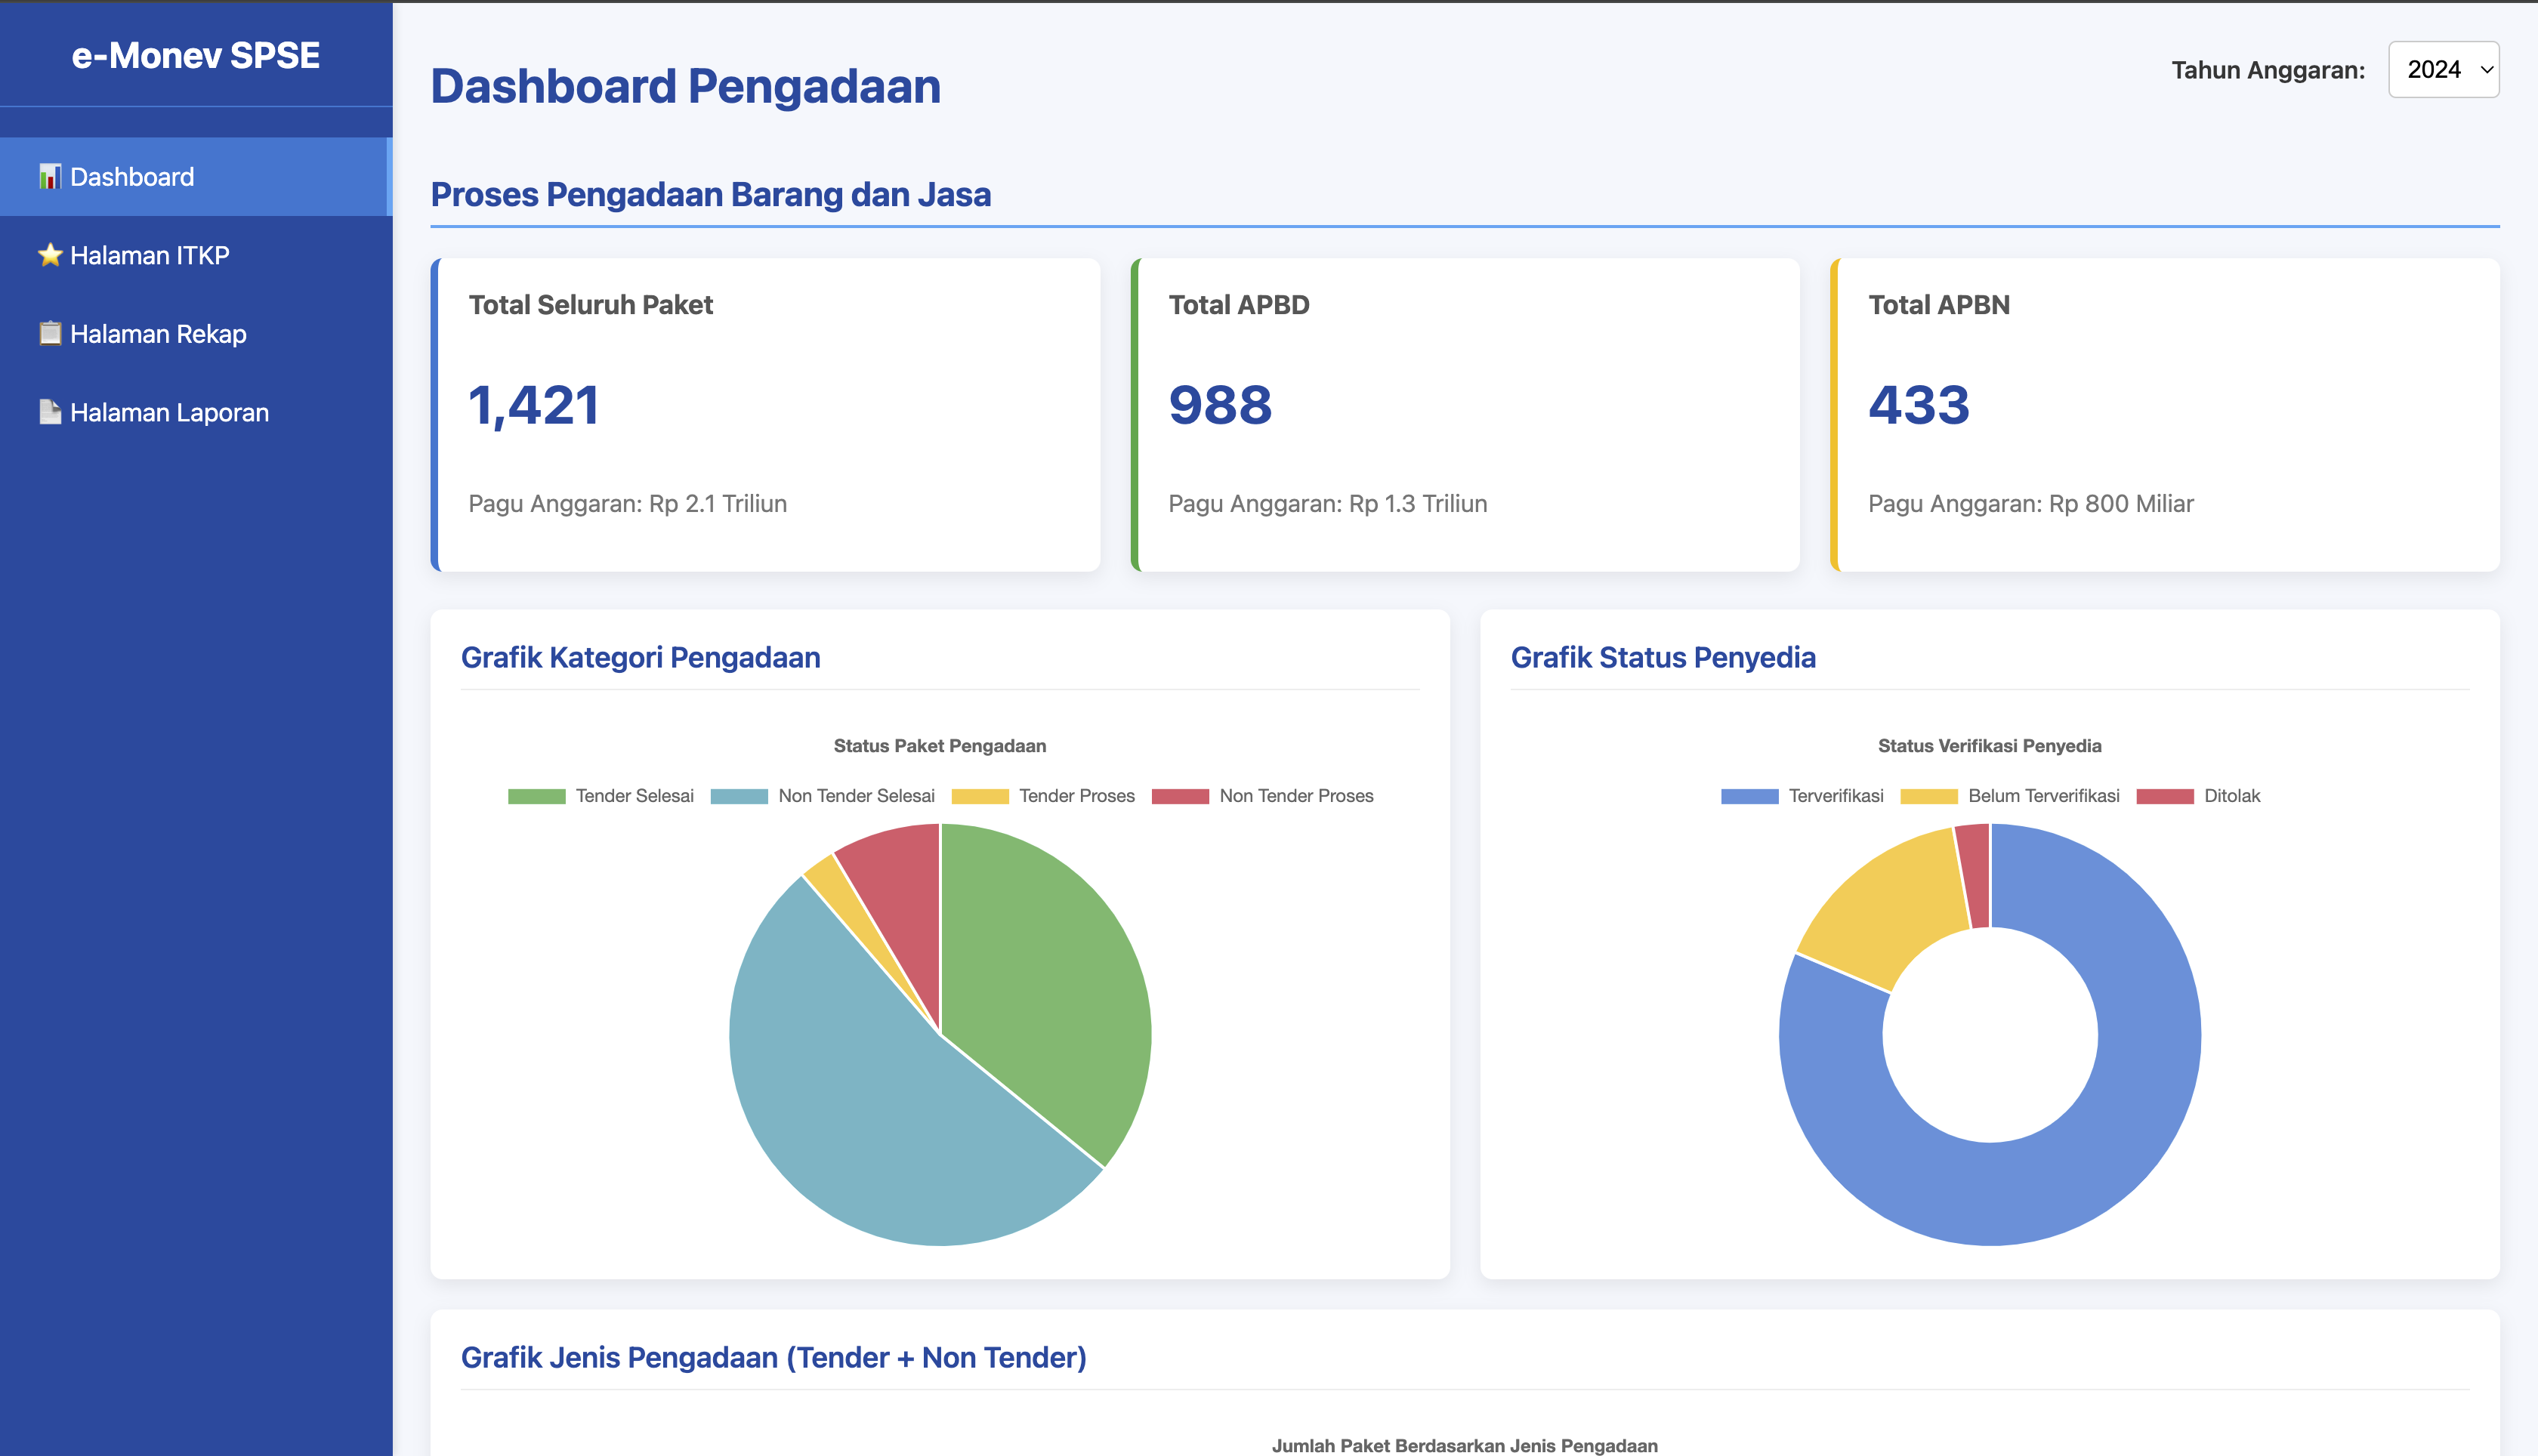 e-Monev SPSE
Dashboard
Halaman ITKP
Halaman Rekap
Halaman Laporan
Dashboard Pengadaan
Tahun Anggaran: 2024
Proses Pengadaan Barang dan Jasa
Total Seluruh Paket
1,421
Pagu Anggaran: Rp 2.1 Triliun
Total APBD
988
Pagu Anggaran: Rp 1.3 Triliun
Total APBN
433
Pagu Anggaran: Rp 800 Miliar
Grafik Kategori Pengadaan
Status Paket Pengadaan
Tender Selesai Non Tender Selesai Tender Proses Non Tender Proses
Grafik Status Penyedia
Status Verifikasi Penyedia
Terverifikasi Belum Terverifikasi Ditolak
Grafik Jenis Pengadaan (Tender + Non Tender)
Jumlah Paket Berdasarkan Jenis Pengadaan